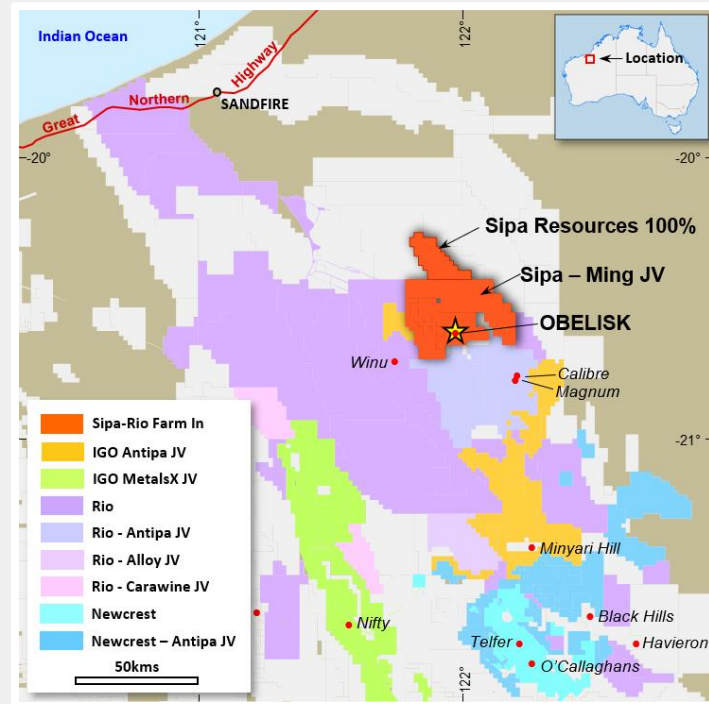 Indian Ocean
121°
122°
Location
Great Northern Highway
SANDFIRE
-20°
-20°
Sipa Resources 100%
Sipa – Ming JV
OBELISK
Winu
Calibre
Magnum
Sipa-Rio Farm In
IGO Antipa JV
IGO MetalsX JV
Rio
Rio - Antipa JV
Rio - Alloy JV
Rio - Carawine JV
Newcrest
Newcrest – Antipa JV
50kms
-21°
Minyari Hill
Nifty
Black Hills
Telfer
Havieron
O'Callaghans
122°